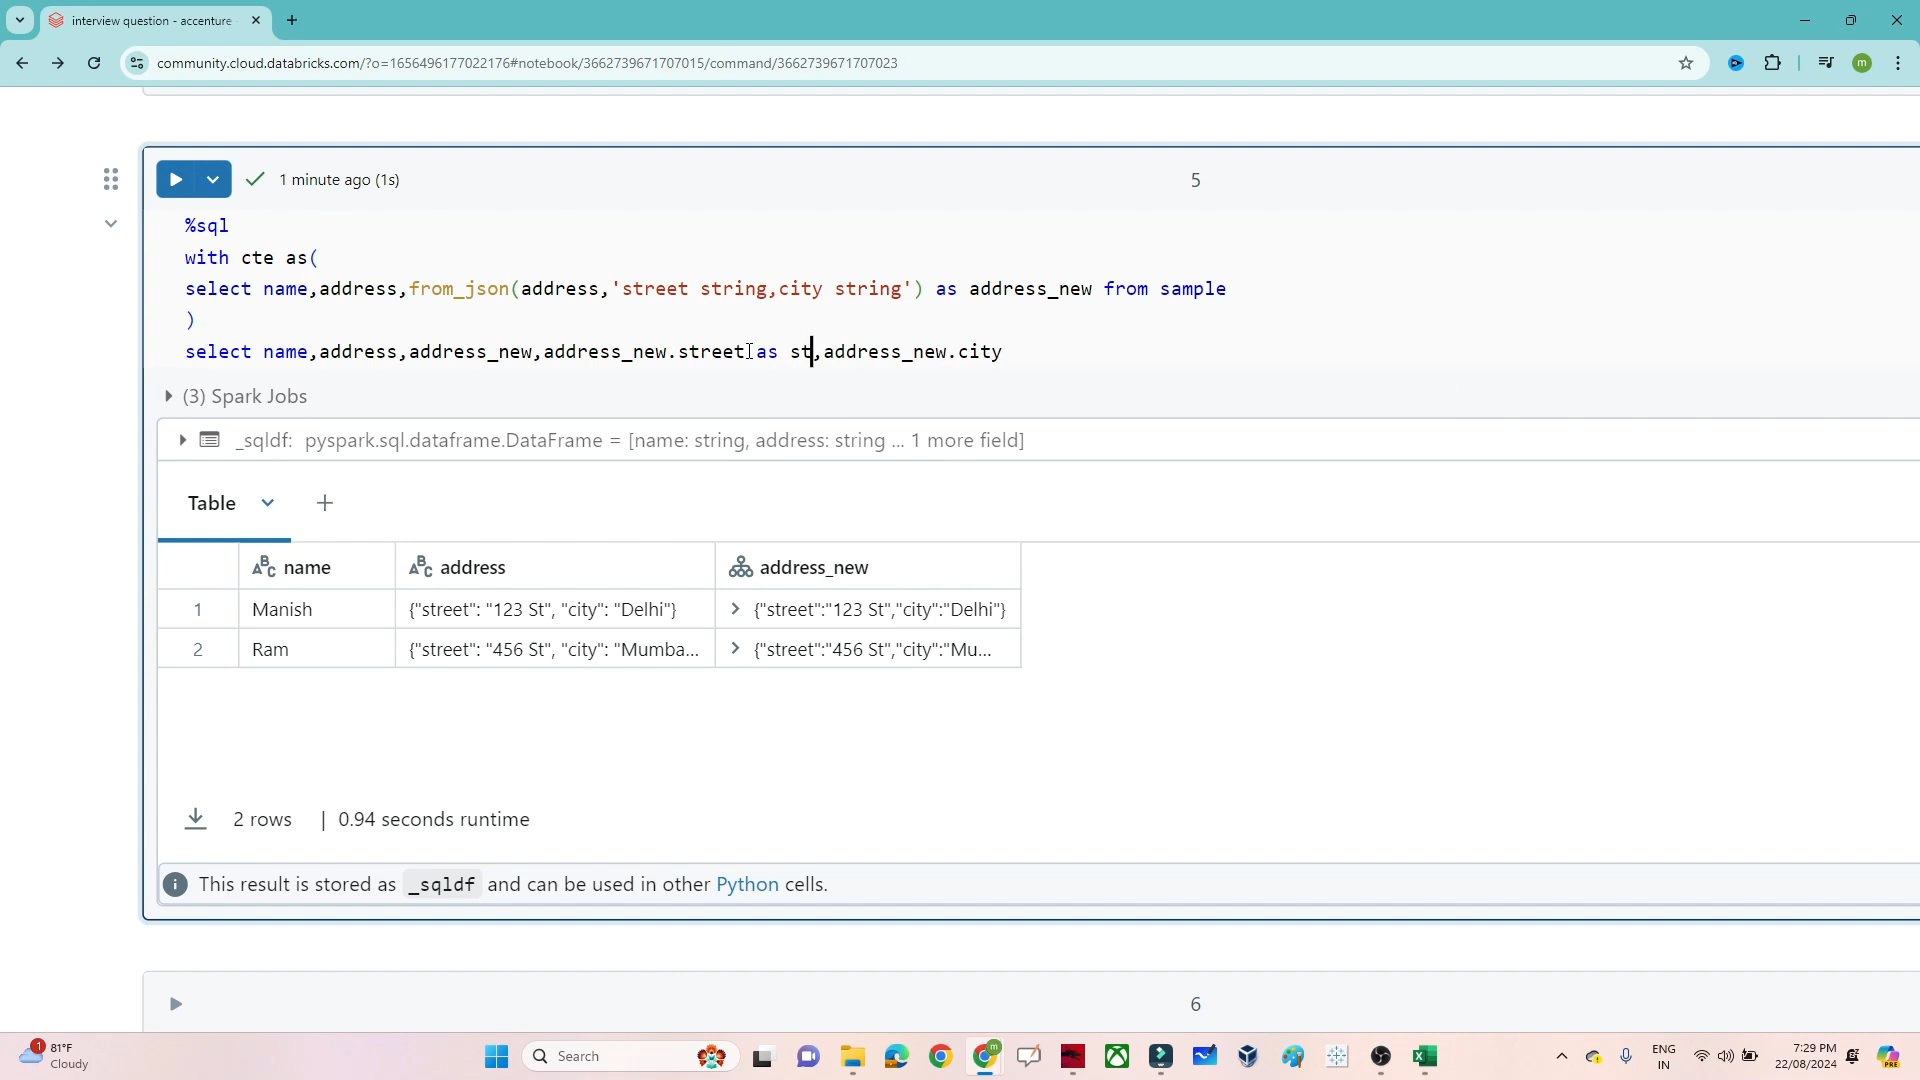 interview question - accenture
community.cloud.databricks.com/?o=1656496177022176#notebook/3662739671707015/command/3662739671707023
m
1 minute ago (1s)
5
%sql
with cte as(
select name,address,from_json(address,'street string,city string') as address_new from sample
)
select name,address,address_new,address_new.street as st,address_new.city
(3) Spark Jobs
_sqldf: pyspark.sql.dataframe.DataFrame = [name: string, address: string ... 1 more field]
Table
name address address_new
1 Manish {"street": "123 St", "city": "Delhi"} {"street":"123 St","city":"Delhi"}
2 Ram {"street": "456 St", "city": "Mumba... {"street":"456 St","city":"Mu...
2 rows | 0.94 seconds runtime
This result is stored as _sqldf and can be used in other Python cells.
6
1
81°F
Cloudy
Search
m
ENG
IN
7:29 PM
22/08/2024
PRE